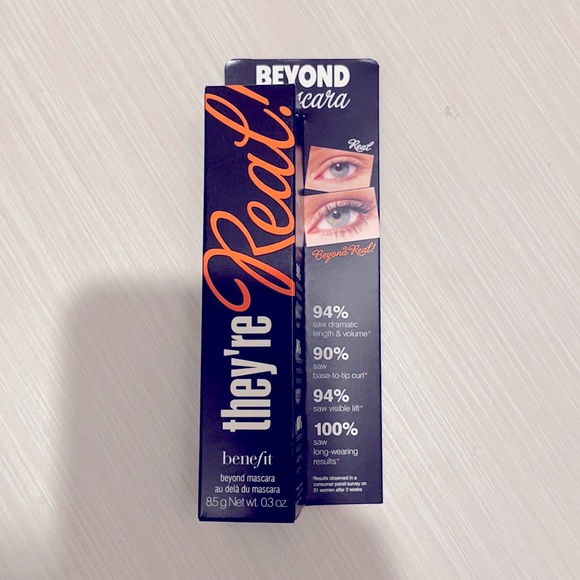 they're Real!
benefit
beyond mascara
au delà du mascara
8.5 g Net wt. 0.3 oz.
BEYOND
Real
Beyond Real!
94%
saw dramatic
length & volume*
90%
saw
base-to-tip curl*
94%
saw visible lift*
100%
saw
long-wearing
results*
*Results observed in a
consumer panel survey on
31 women after 2 weeks